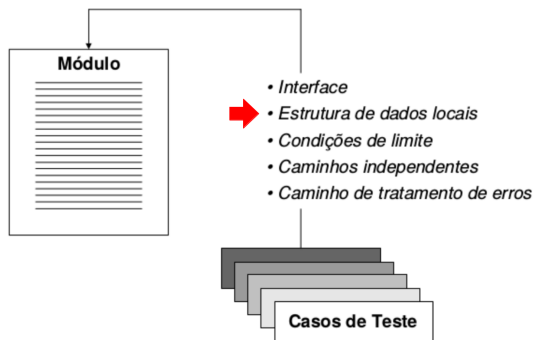 Módulo
• Interface
• Estrutura de dados locais
• Condições de limite
• Caminhos independentes
• Caminho de tratamento de erros
Casos de Teste